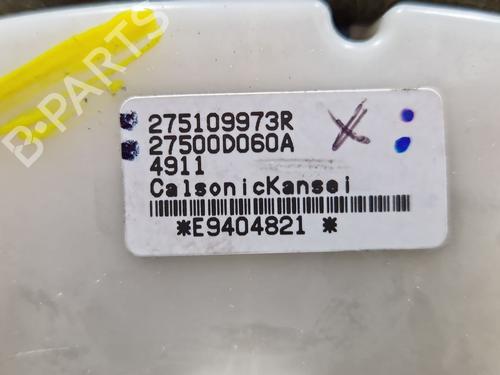 B-PARTS
275109973R
27500D060A
4911
CalsonicKansei
*E9404821 *